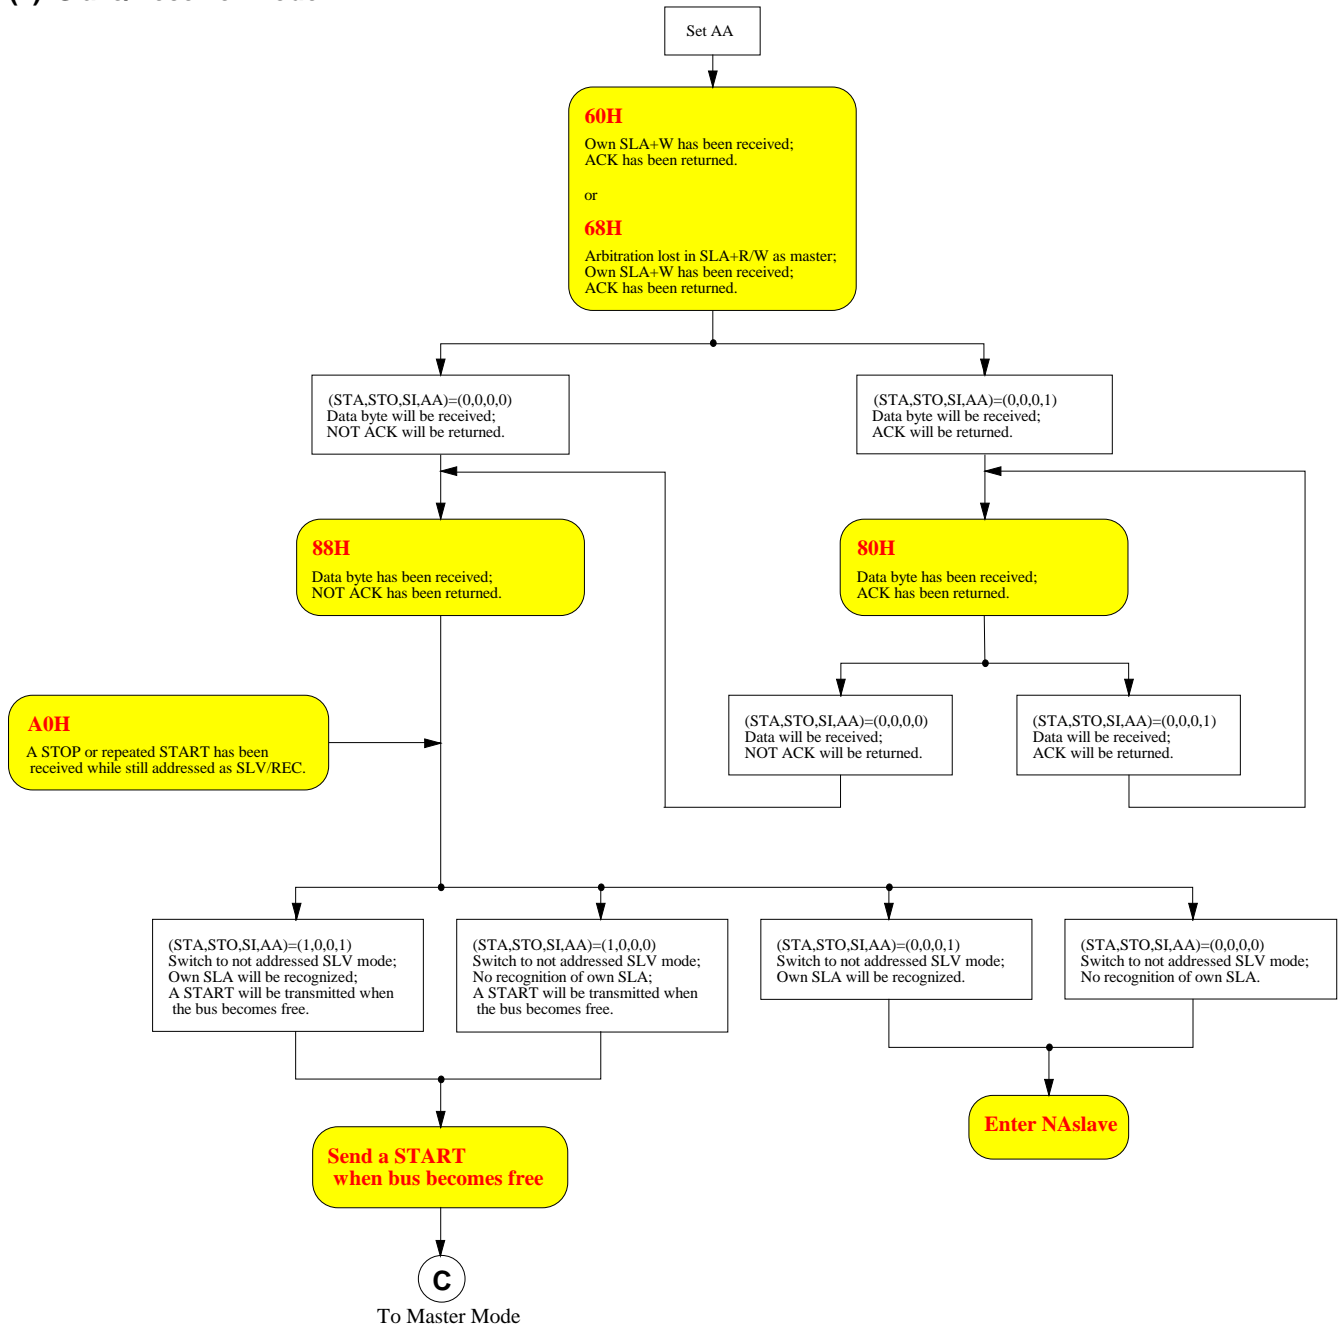 Set AA
60H
Own SLA+W has been received;
ACK has been returned.
or
68H
Arbitration lost in SLA+R/W as master;
Own SLA+W has been received;
ACK has been returned.
(STA,STO,SI,AA)=(0,0,0,0)
Data byte will be received;
NOT ACK will be returned.
(STA,STO,SI,AA)=(0,0,0,1)
Data byte will be received;
ACK will be returned.
88H
Data byte has been received;
NOT ACK has been returned.
80H
Data byte has been received;
ACK has been returned.
(STA,STO,SI,AA)=(0,0,0,0)
Data will be received;
NOT ACK will be returned.
(STA,STO,SI,AA)=(0,0,0,1)
Data will be received;
ACK will be returned.
A0H
A STOP or repeated START has been
received while still addressed as SLV/REC.
(STA,STO,SI,AA)=(1,0,0,1)
Switch to not addressed SLV mode;
Own SLA will be recognized;
A START will be transmitted when
the bus becomes free.
(STA,STO,SI,AA)=(1,0,0,0)
Switch to not addressed SLV mode;
No recognition of own SLA;
A START will be transmitted when
the bus becomes free.
(STA,STO,SI,AA)=(0,0,0,1)
Switch to not addressed SLV mode;
Own SLA will be recognized.
(STA,STO,SI,AA)=(0,0,0,0)
Switch to not addressed SLV mode;
No recognition of own SLA.
Enter NAslave
Send a START
when bus becomes free
C
To Master Mode